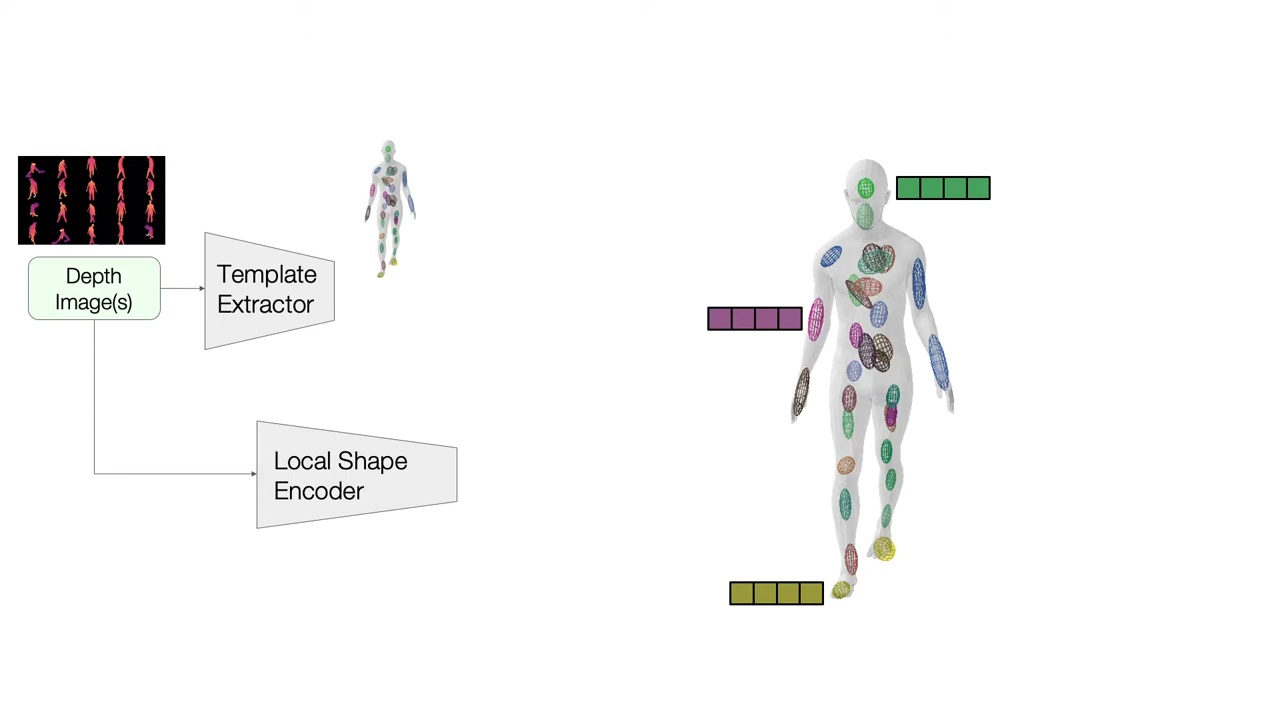 Depth
Image(s)
Template
Extractor
Local Shape
Encoder